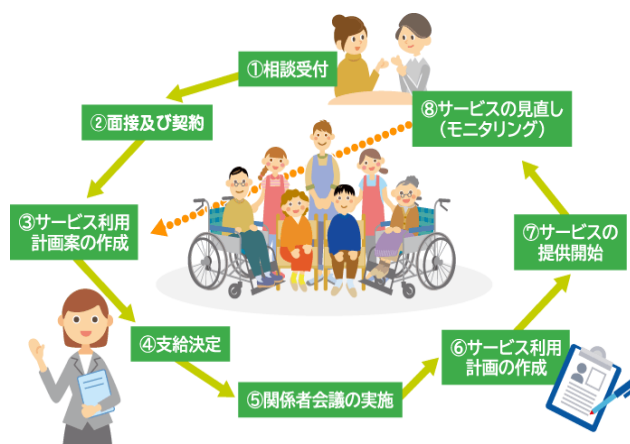 ①相談受付
②面接及び契約
③サービス利用
計画案の作成
④支給決定
⑤関係者会議の実施
⑥サービス利用
計画の作成
⑦サービスの
提供開始
⑧サービスの見直し
（モニタリング）